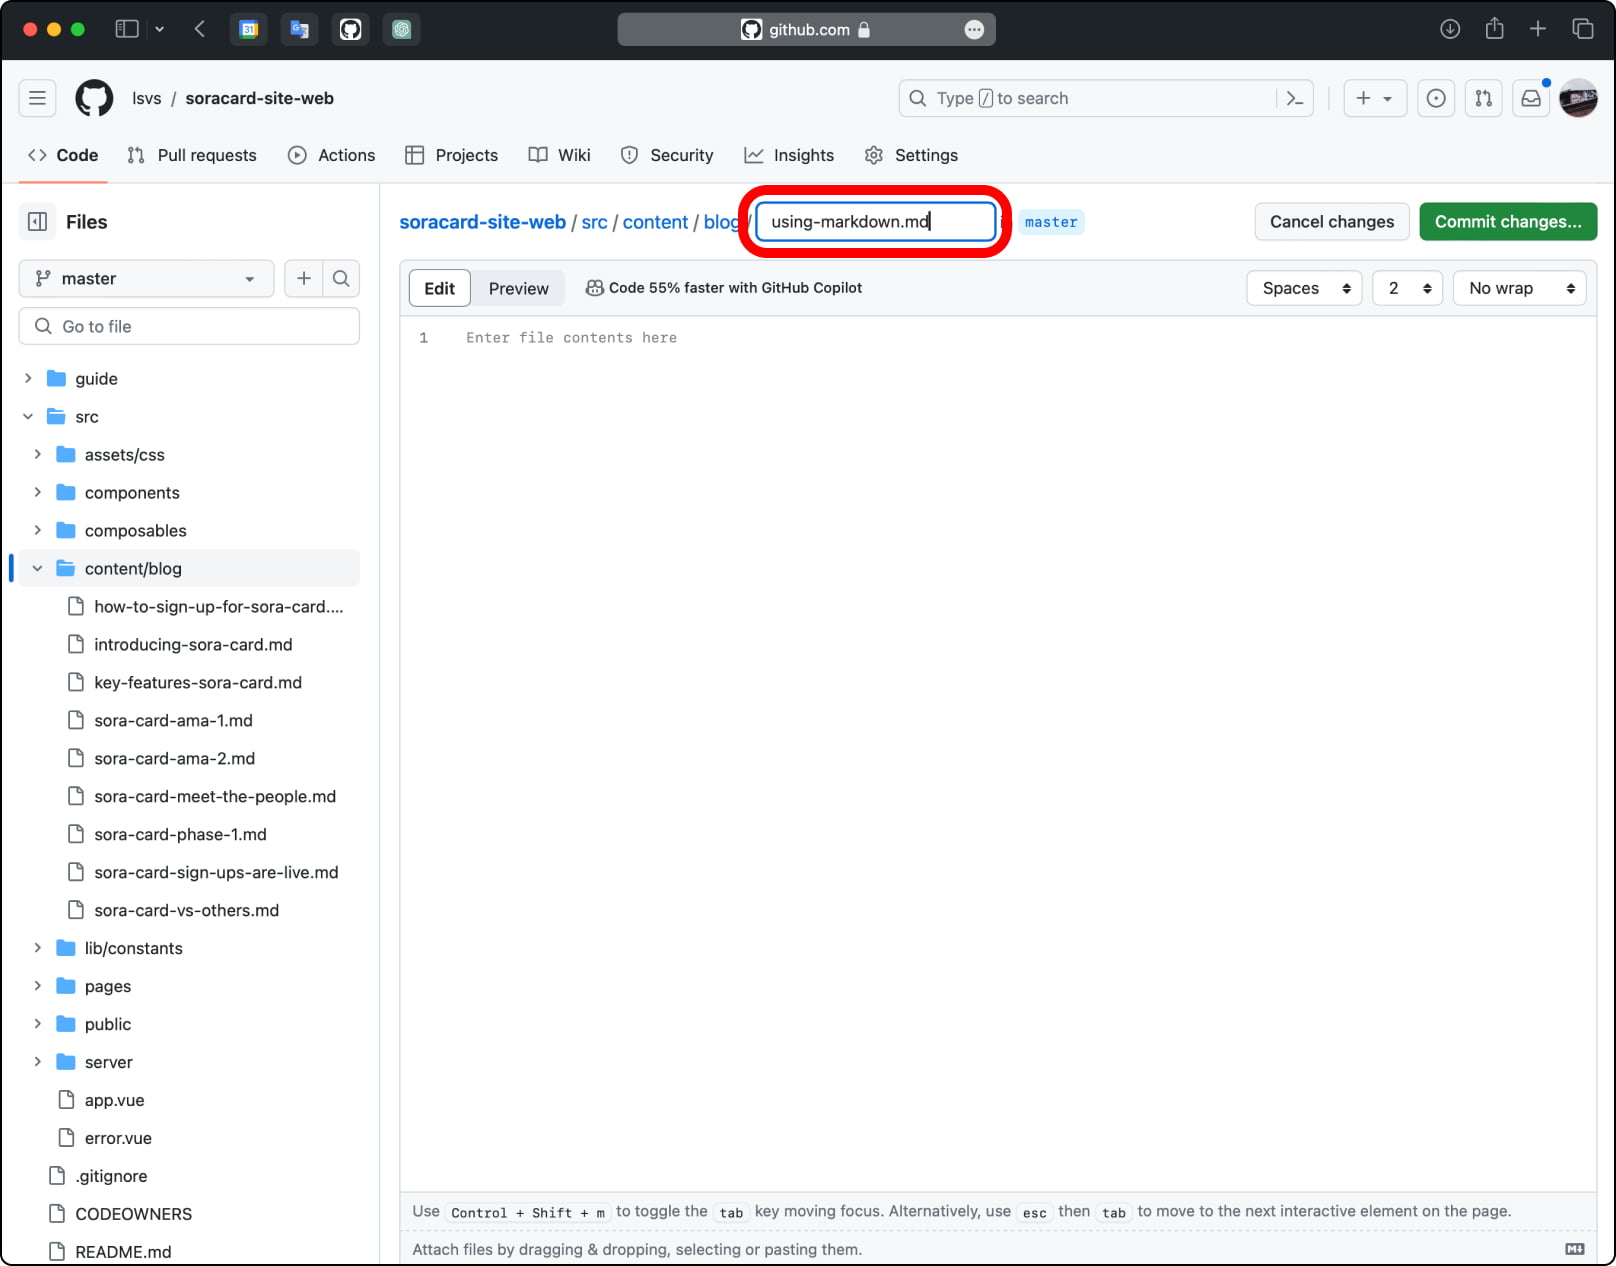 31
github.com
lsvs / soracard-site-web
Type / to search
Code
Pull requests
Actions
Projects
Wiki
Security
Insights
Settings
Files
soracard-site-web / src / content / blog /
using-markdown.md
master
Cancel changes
Commit changes...
master
Edit
Preview
Code 55% faster with GitHub Copilot
Spaces
2
No wrap
Go to file
1
Enter file contents here
guide
src
assets/css
components
composables
content/blog
how-to-sign-up-for-sora-card....
introducing-sora-card.md
key-features-sora-card.md
sora-card-ama-1.md
sora-card-ama-2.md
sora-card-meet-the-people.md
sora-card-phase-1.md
sora-card-sign-ups-are-live.md
sora-card-vs-others.md
lib/constants
pages
public
server
app.vue
error.vue
.gitignore
CODEOWNERS
README.md
Use Control + Shift + m to toggle the tab key moving focus. Alternatively, use esc then tab to move to the next interactive element on the page.
Attach files by dragging & dropping, selecting or pasting them.